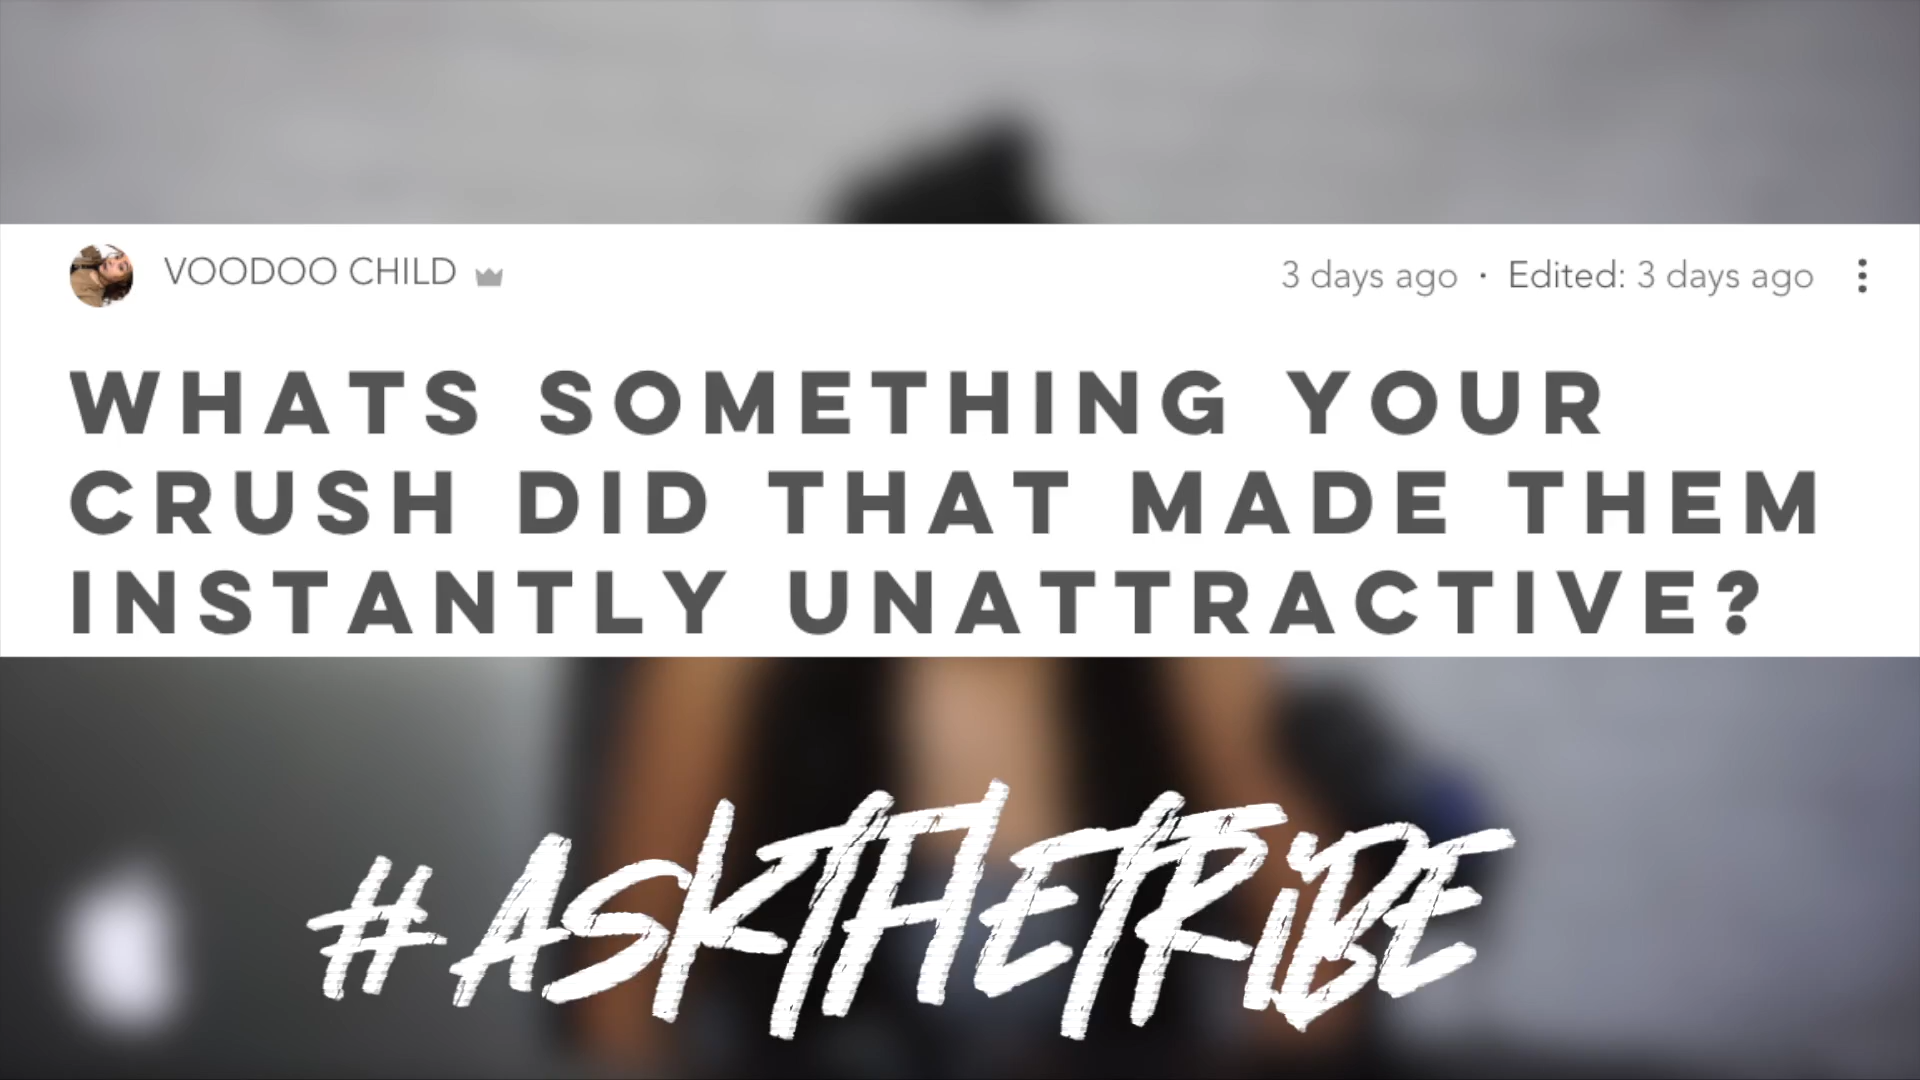 VOODOO CHILD
3 days ago · Edited: 3 days ago
WHATS SOMETHING YOUR
CRUSH DID THAT MADE THEM
INSTANTLY UNATTRACTIVE?
#ASKTHETRiBE